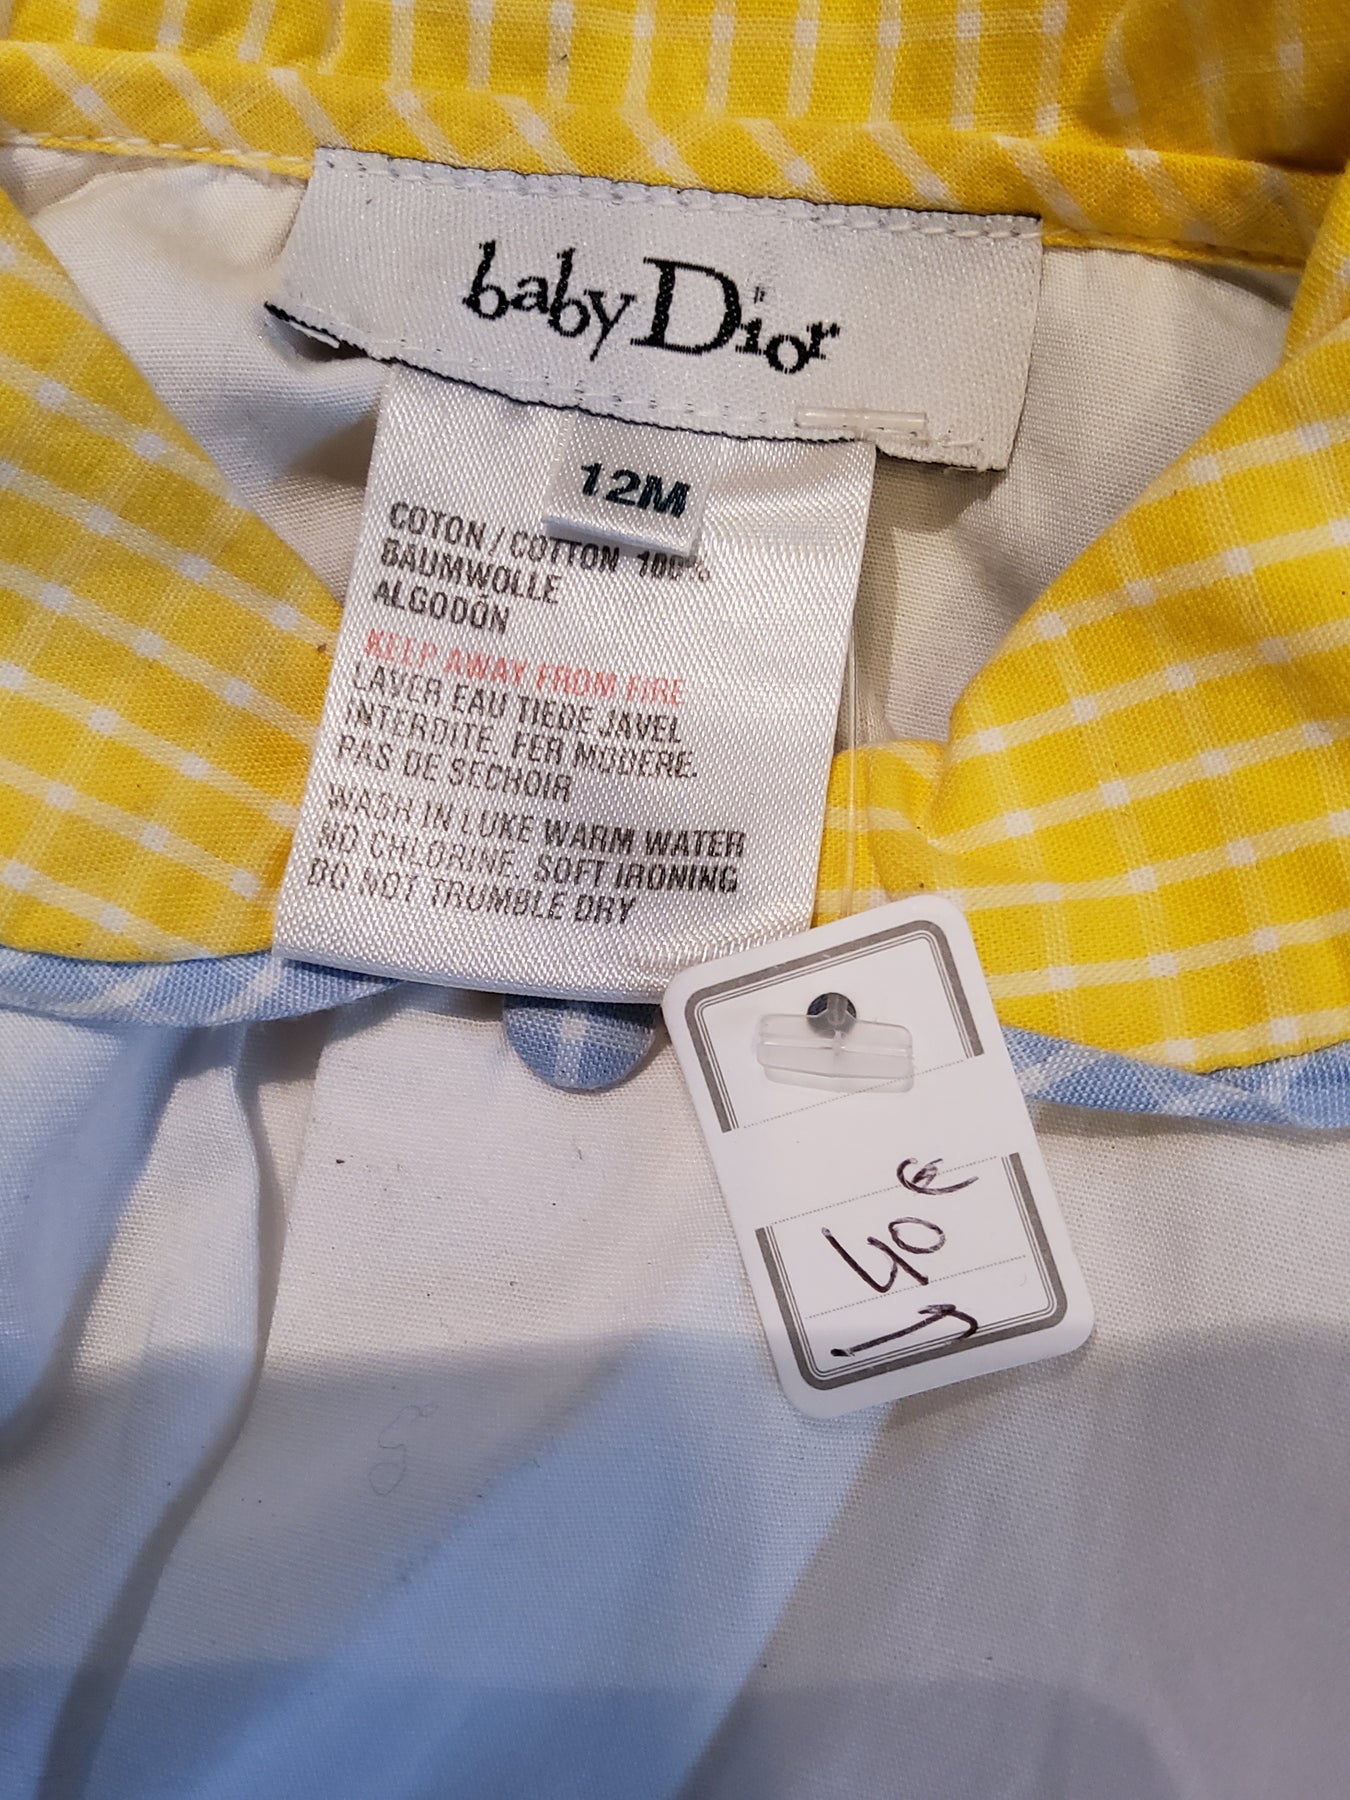 baby Dior
12M
COTON / COTTON 100%
BAUMWOLLE
ALGODÓN
KEEP AWAY FROM FIRE
LAVER EAU TIEDE JAVEL
INTERDITE. FER MODERE.
PAS DE SECHOIR
WASH IN LUKE WARM WATER
NO CHLORINE. SOFT IRONING
DO NOT TRUMBLE DRY
40 €